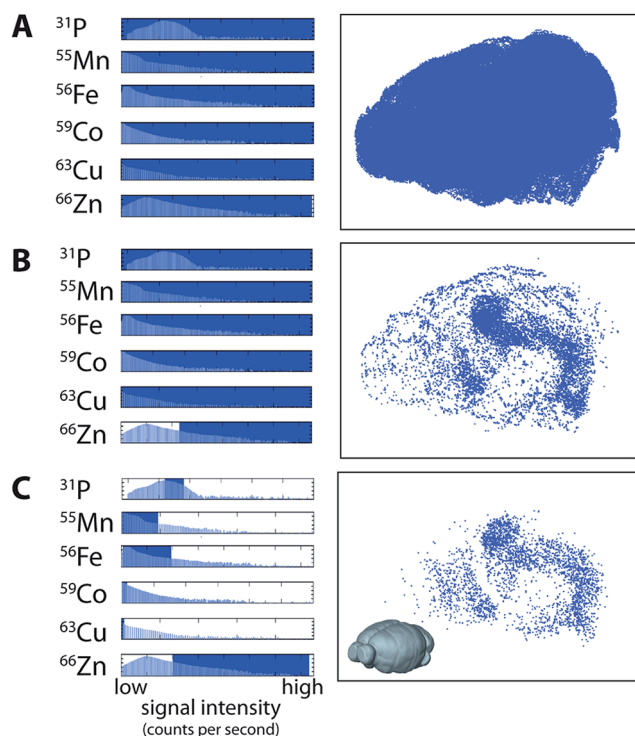 A
³¹P
⁵⁵Mn
⁵⁶Fe
⁵⁹Co
⁶³Cu
⁶⁶Zn
B
³¹P
⁵⁵Mn
⁵⁶Fe
⁵⁹Co
⁶³Cu
⁶⁶Zn
C
³¹P
⁵⁵Mn
⁵⁶Fe
⁵⁹Co
⁶³Cu
⁶⁶Zn
low high
signal intensity
(counts per second)